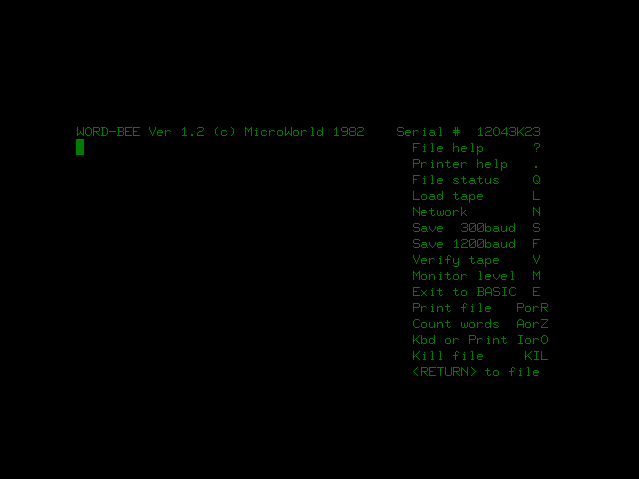 WORD-BEE Ver 1.2 (c) MicroWorld 1982    Serial #  12043K23
File help      ?
Printer help   .
File status    Q
Load tape      L
Network        N
Save  300baud  S
Save 1200baud  F
Verify tape    V
Monitor level  M
Exit to BASIC  E
Print file   PorR
Count words  AorZ
Kbd or Print IorO
Kill file     KIL
<RETURN> to file